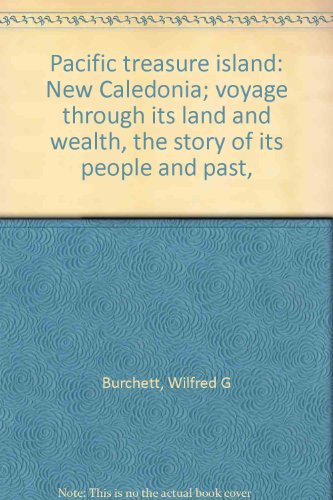 Pacific treasure island:
New Caledonia; voyage
through its land and
wealth, the story of its
people and past,
Burchett, Wilfred G
Note: This is no the actual book cover